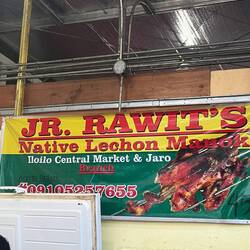 JR. RAWIT'S
Native Lechon Manok
Iloilo Central Market & Jaro
Branch
09105257655